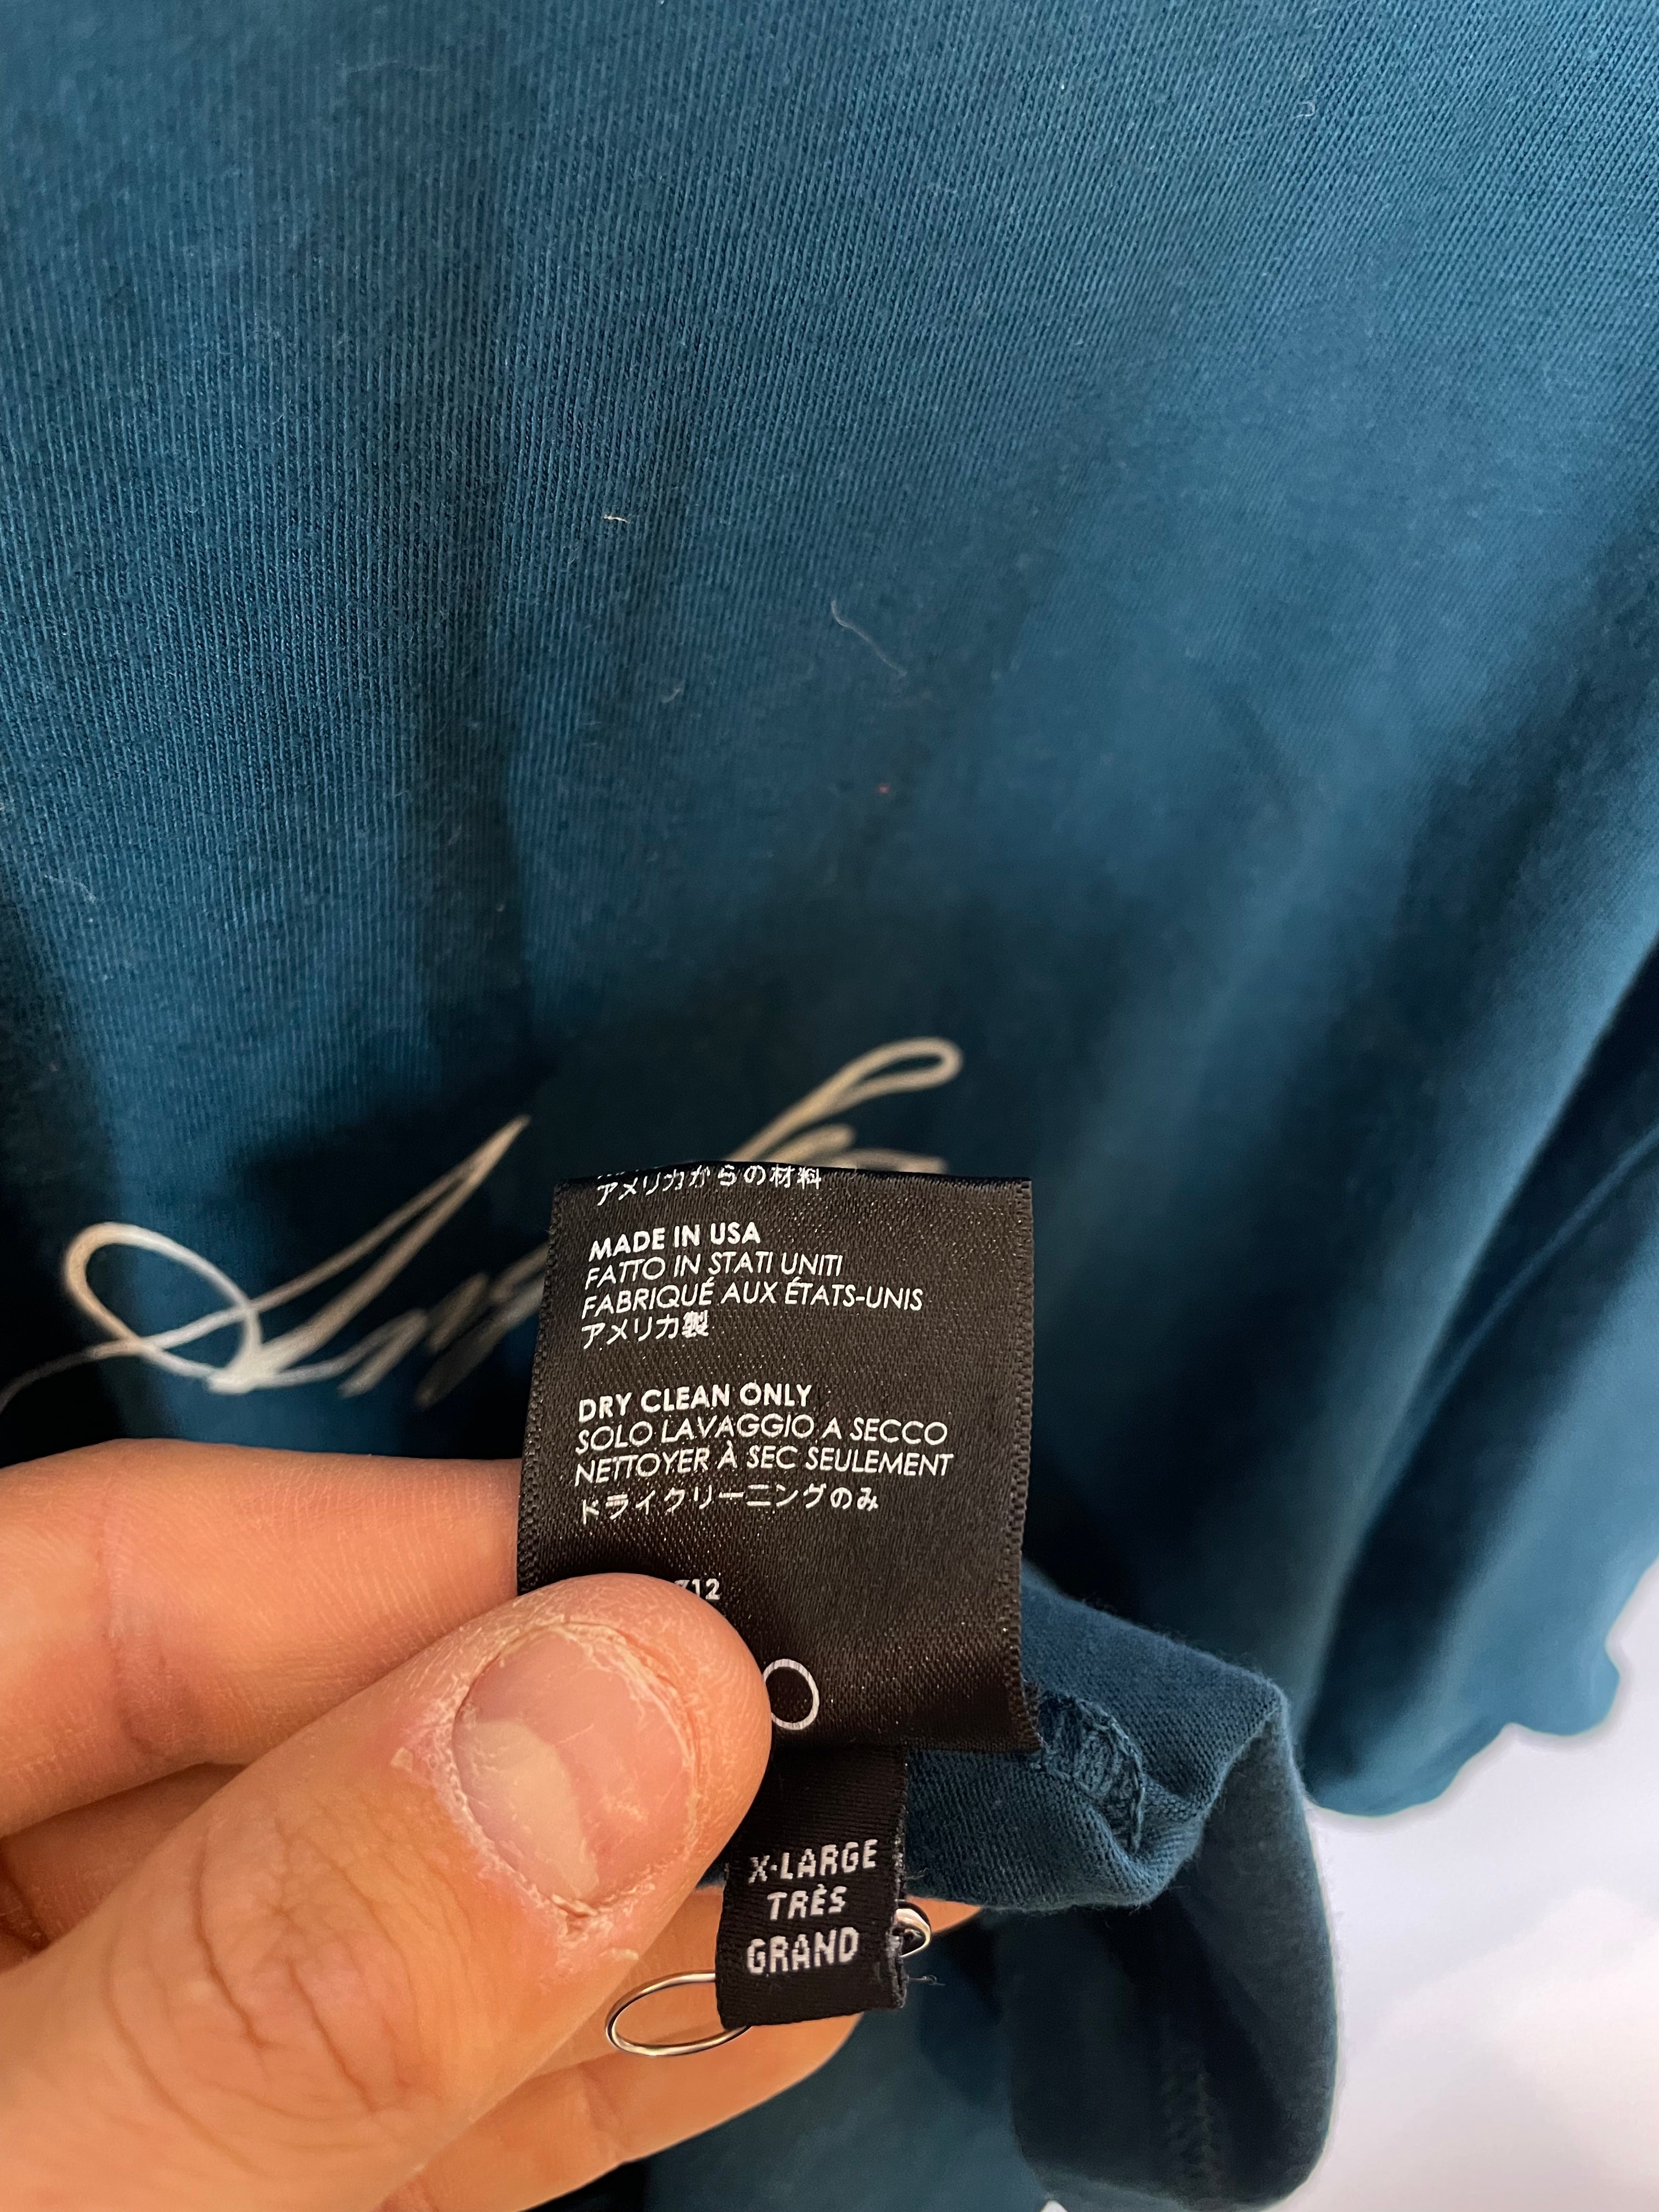 アメリカからの材料
MADE IN USA
FATTO IN STATI UNITI
FABRIQUÉ AUX ÉTATS-UNIS
アメリカ製
DRY CLEAN ONLY
SOLO LAVAGGIO A SECCO
NETTOYER À SEC SEULEMENT
ドライクリーニングのみ
712
O
X-LARGE
TRÈS
GRAND